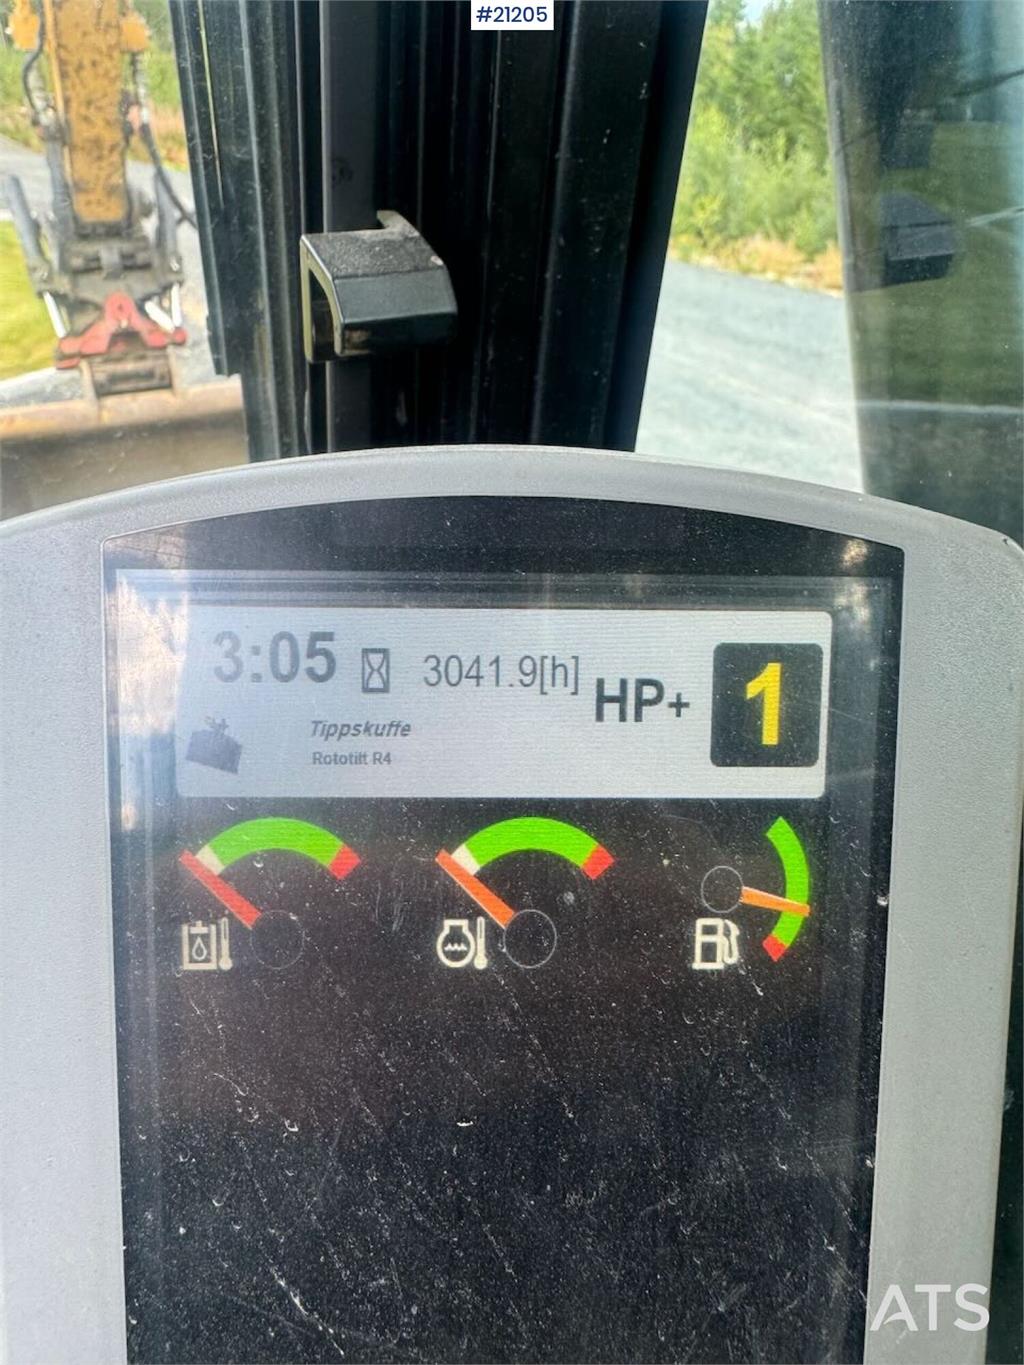 #21205
3:05 3041.9[h] HP+ 1
Tippskuffe
Rototilt R4
ATS